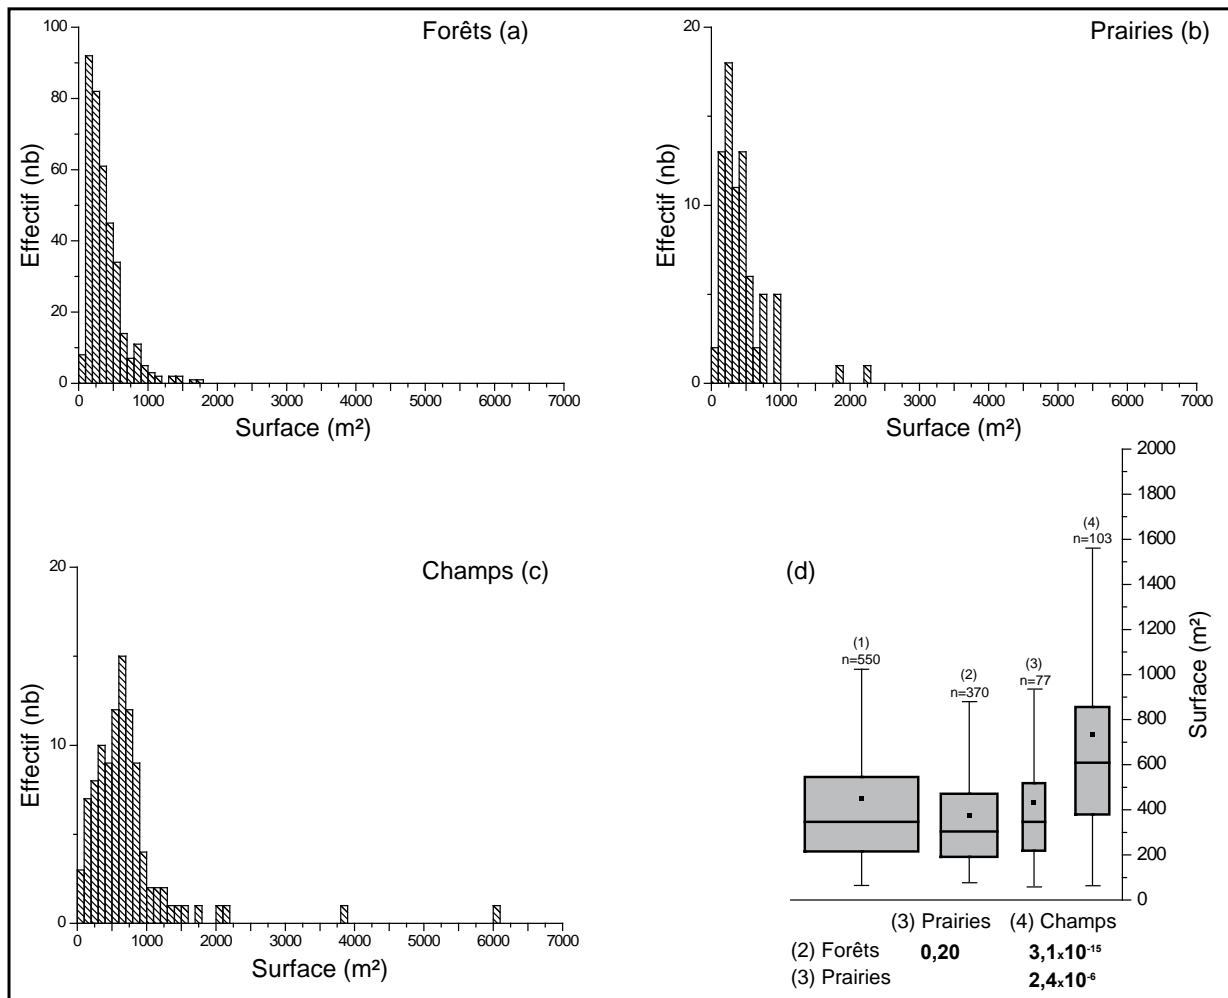 Forêts (a)
100
80
60
40
20
0
Effectif (nb)
0 1000 2000 3000 4000 5000 6000 7000
Surface (m²)
Prairies (b)
20
10
0
Effectif (nb)
0 1000 2000 3000 4000 5000 6000 7000
Surface (m²)
Champs (c)
20
10
0
Effectif (nb)
0 1000 2000 3000 4000 5000 6000 7000
Surface (m²)
(d)
(1)
n=550
(2)
n=370
(3)
n=77
(4)
n=103
2000
1800
1600
1400
1200
1000
800
600
400
200
0
Surface (m²)
(3) Prairies (4) Champs
(2) Forêts 0,20 3,1x10⁻¹⁵
(3) Prairies 2,4x10⁻⁶